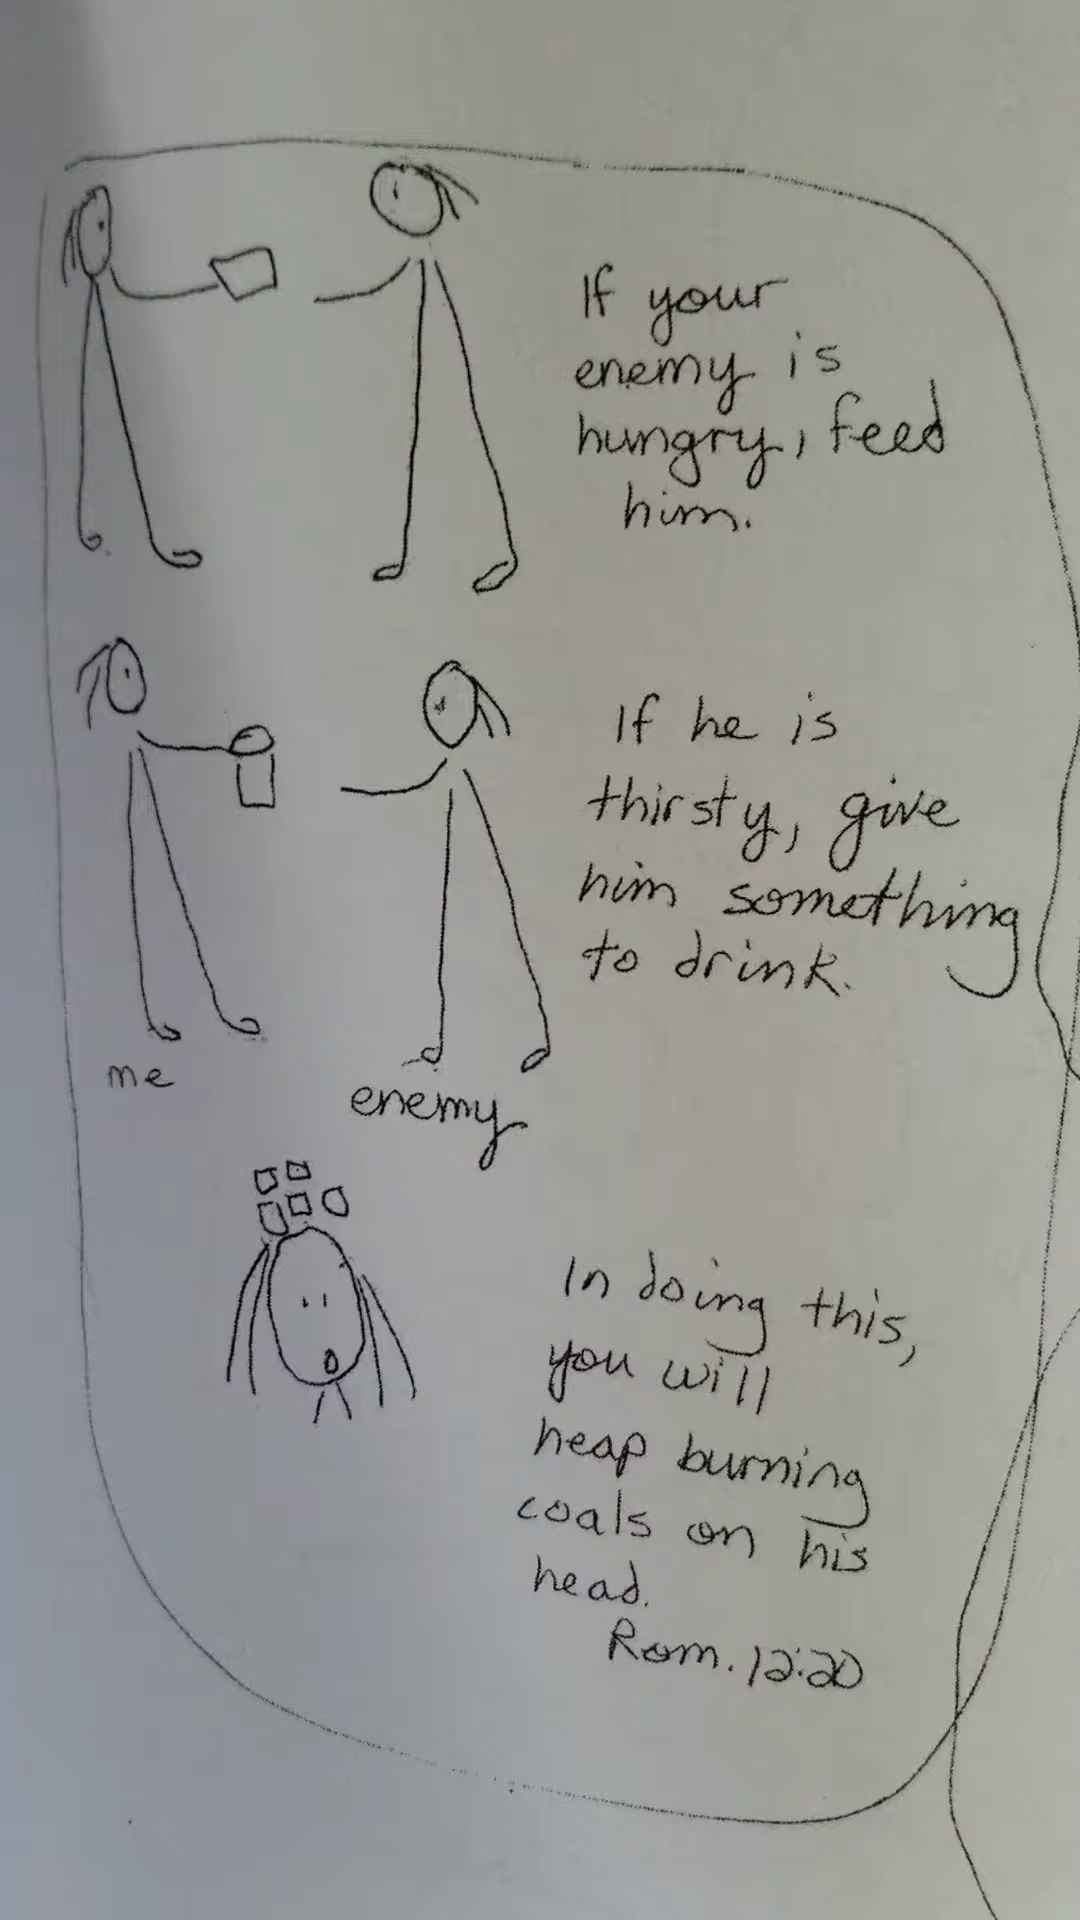 If your
enemy is
hungry, feed
him.
If he is
thirsty, give
him something
to drink.
me
enemy
In doing this,
you will
heap burning
coals on his
head.
Rom. 12:20